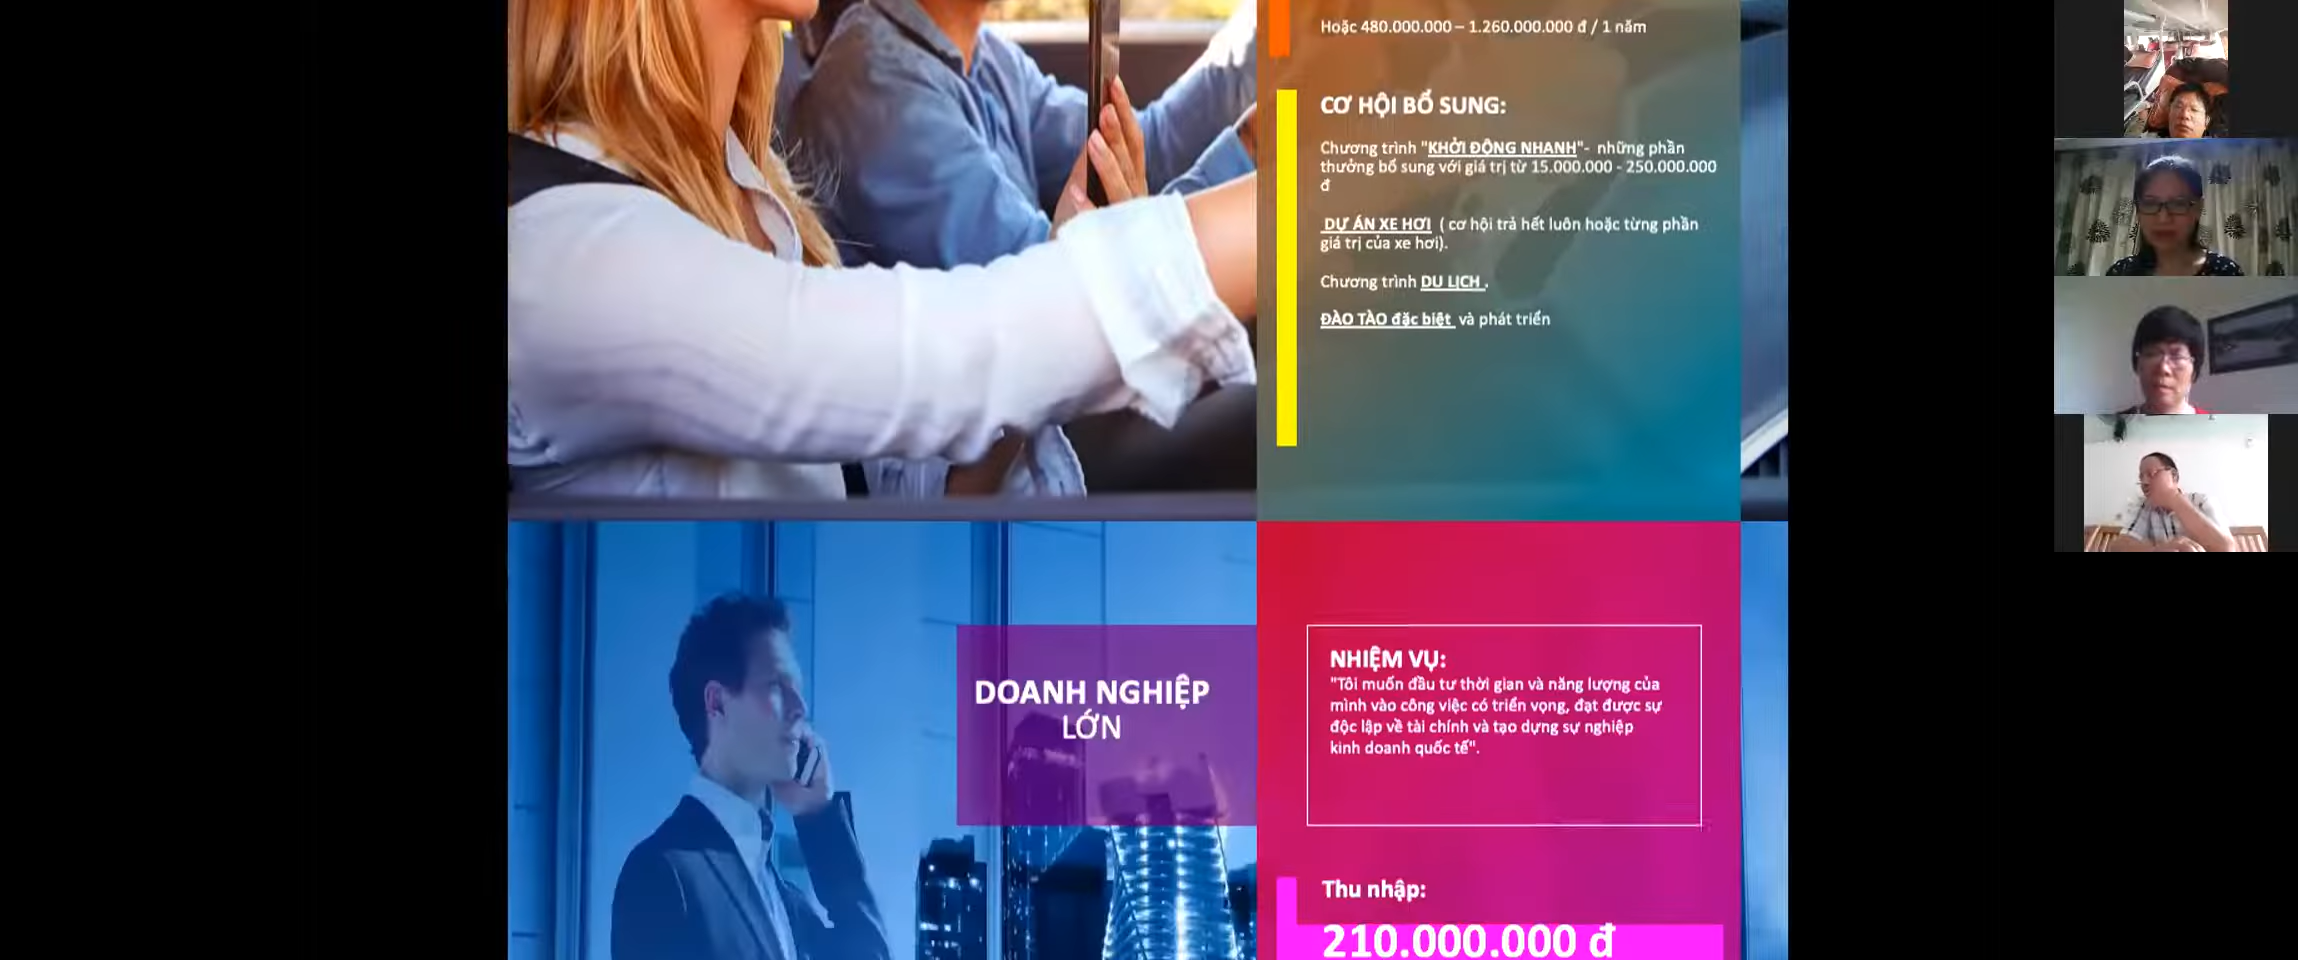 Hoặc 480.000.000 – 1.260.000.000 đ / 1 năm
CƠ HỘI BỔ SUNG:
Chương trình "KHỞI ĐỘNG NHANH"- những phần
thưởng bổ sung với giá trị từ 15.000.000 - 250.000.000
đ
DỰ ÁN XE HƠI ( cơ hội trả hết luôn hoặc từng phần
giá trị của xe hơi).
Chương trình DU LỊCH .
ĐÀO TÀO đặc biệt và phát triển
DOANH NGHIỆP
LỚN
NHIỆM VỤ:
"Tôi muốn đầu tư thời gian và năng lượng của
mình vào công việc có triển vọng, đạt được sự
độc lập về tài chính và tạo dựng sự nghiệp
kinh doanh quốc tế".
Thu nhập:
210.000.000 đ